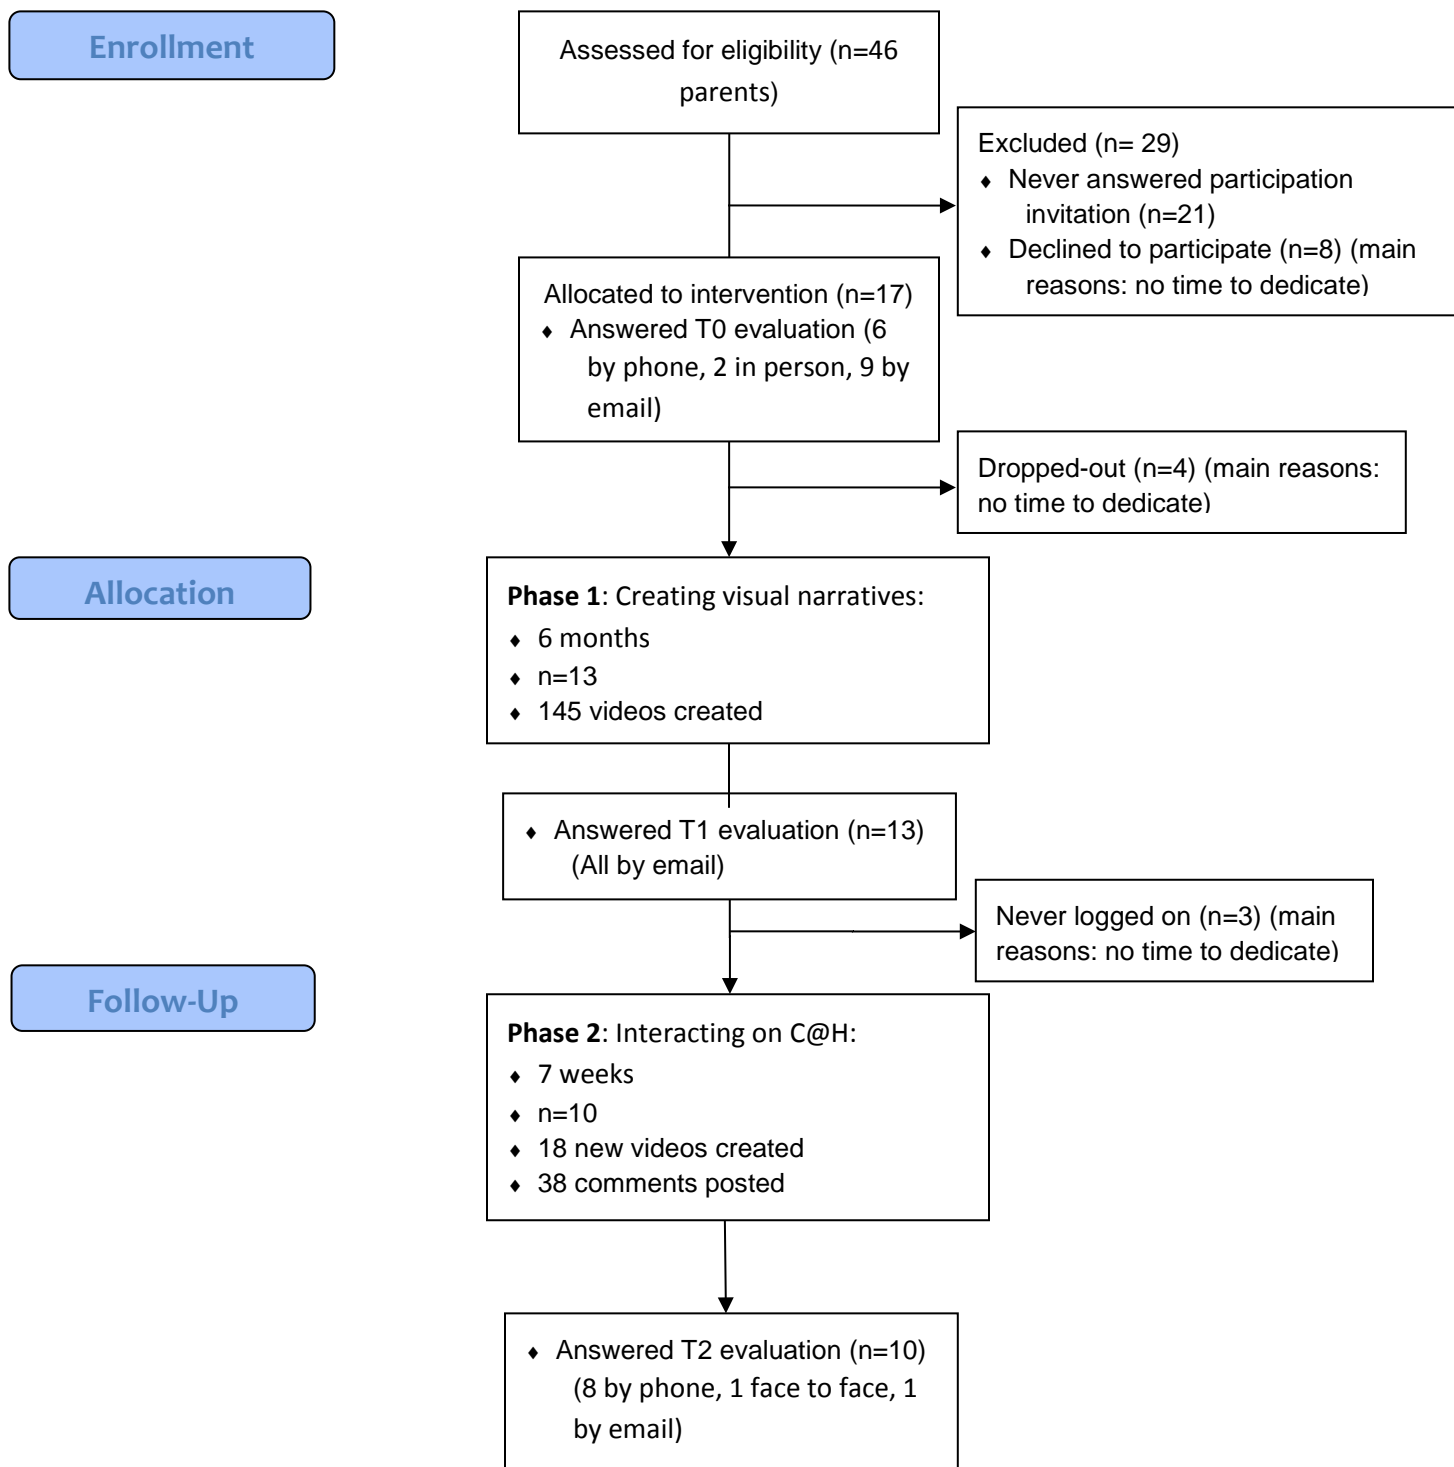 Enrollment
Assessed for eligibility (n=46
parents)
Excluded (n= 29)
♦ Never answered participation
invitation (n=21)
♦ Declined to participate (n=8) (main
reasons: no time to dedicate)
Allocated to intervention (n=17)
♦ Answered T0 evaluation (6
by phone, 2 in person, 9 by
email)
Dropped-out (n=4) (main reasons:
no time to dedicate)
Allocation
Phase 1: Creating visual narratives:
♦ 6 months
♦ n=13
♦ 145 videos created
♦ Answered T1 evaluation (n=13)
(All by email)
Never logged on (n=3) (main
reasons: no time to dedicate)
Follow-Up
Phase 2: Interacting on C@H:
♦ 7 weeks
♦ n=10
♦ 18 new videos created
♦ 38 comments posted
♦ Answered T2 evaluation (n=10)
(8 by phone, 1 face to face, 1
by email)